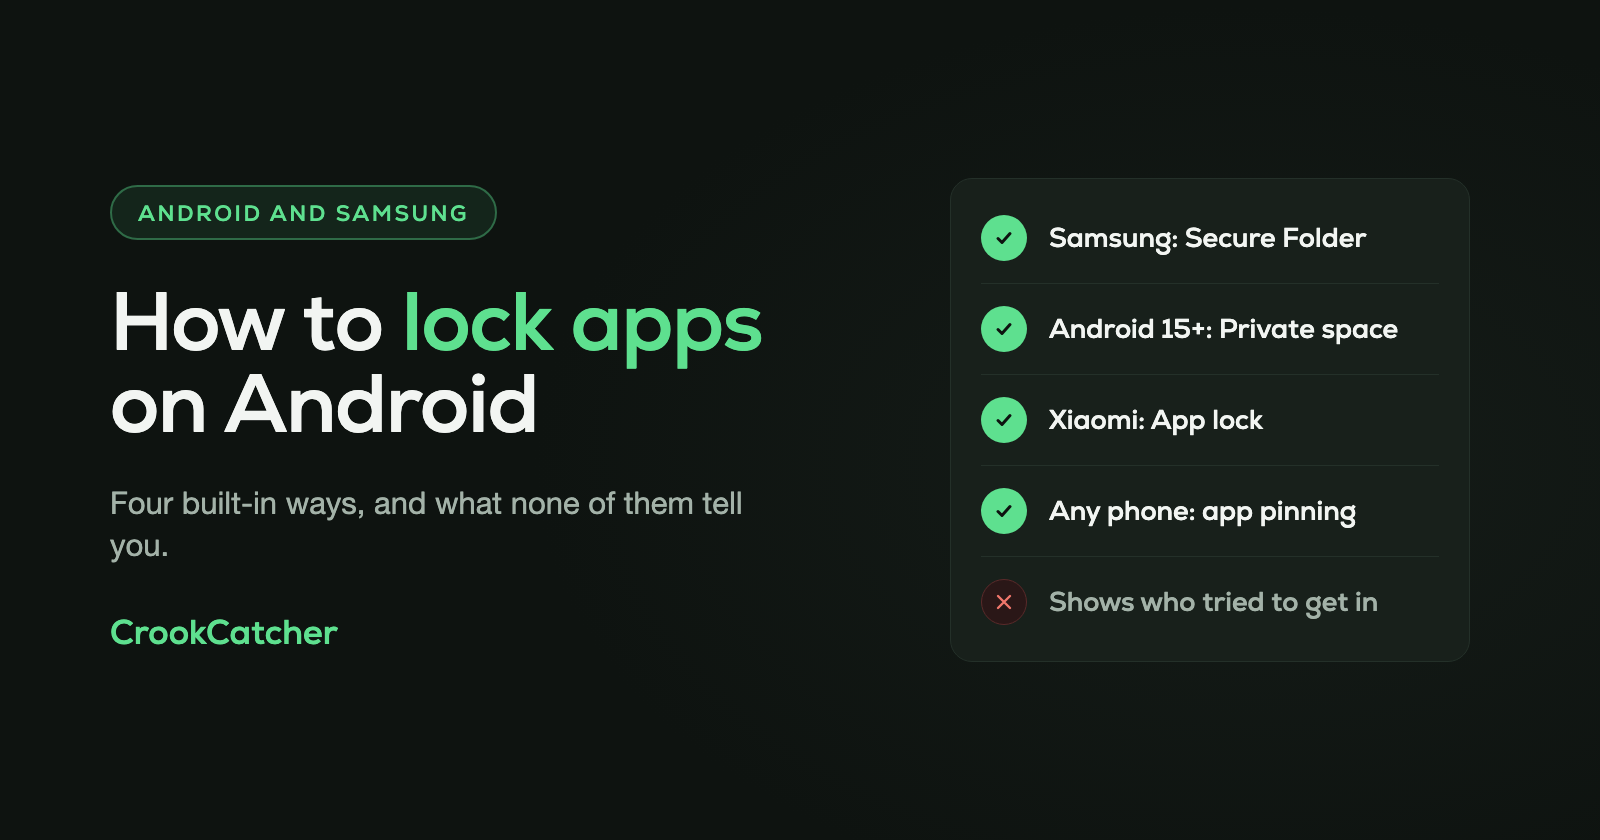 ANDROID AND SAMSUNG
How to lock apps
on Android
Four built-in ways, and what none of them tell
you.
CrookCatcher
Samsung: Secure Folder
Android 15+: Private space
Xiaomi: App lock
Any phone: app pinning
Shows who tried to get in